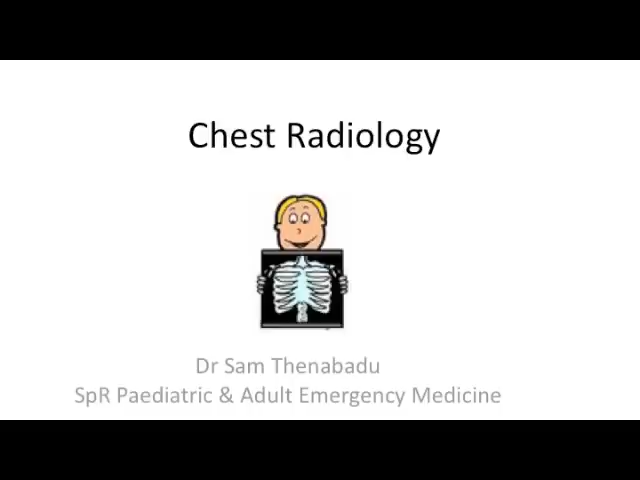 Chest Radiology
Dr Sam Thenabadu
SpR Paediatric & Adult Emergency Medicine